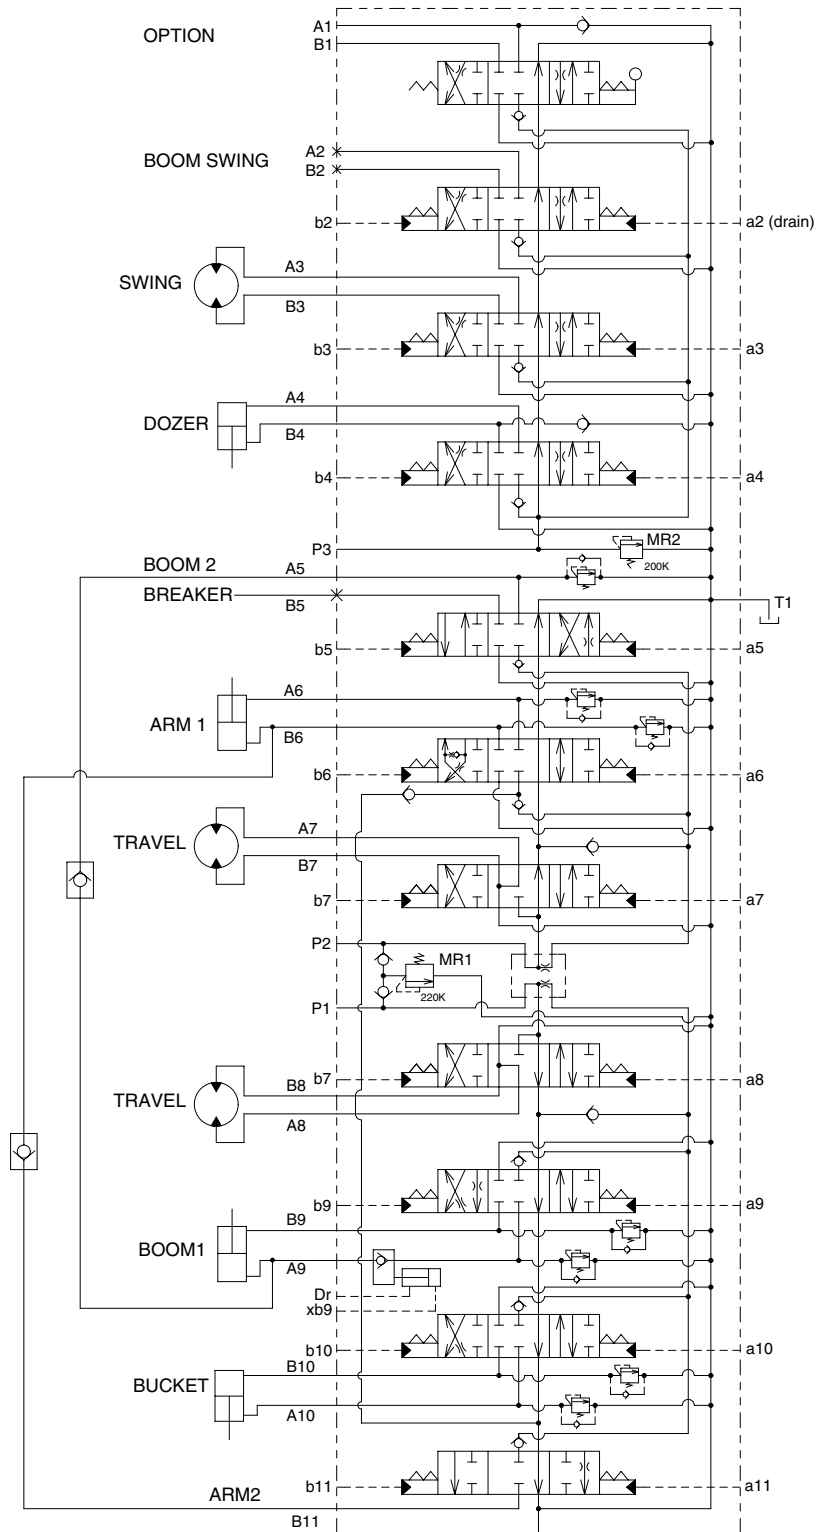 A1
OPTION
B1
A2
BOOM SWING
B2
b2
a2 (drain)
A3
SWING
B3
b3
a3
A4
DOZER
B4
b4
a4
P3
MR2
200K
BOOM 2
A5
BREAKER
B5
T1
b5
a5
A6
ARM 1
B6
b6
a6
A7
TRAVEL
B7
b7
a7
P2
MR1
220K
P1
b7
a8
B8
TRAVEL
A8
b9
a9
B9
BOOM1
A9
Dr
xb9
b10
a10
B10
BUCKET
A10
b11
a11
ARM2
B11